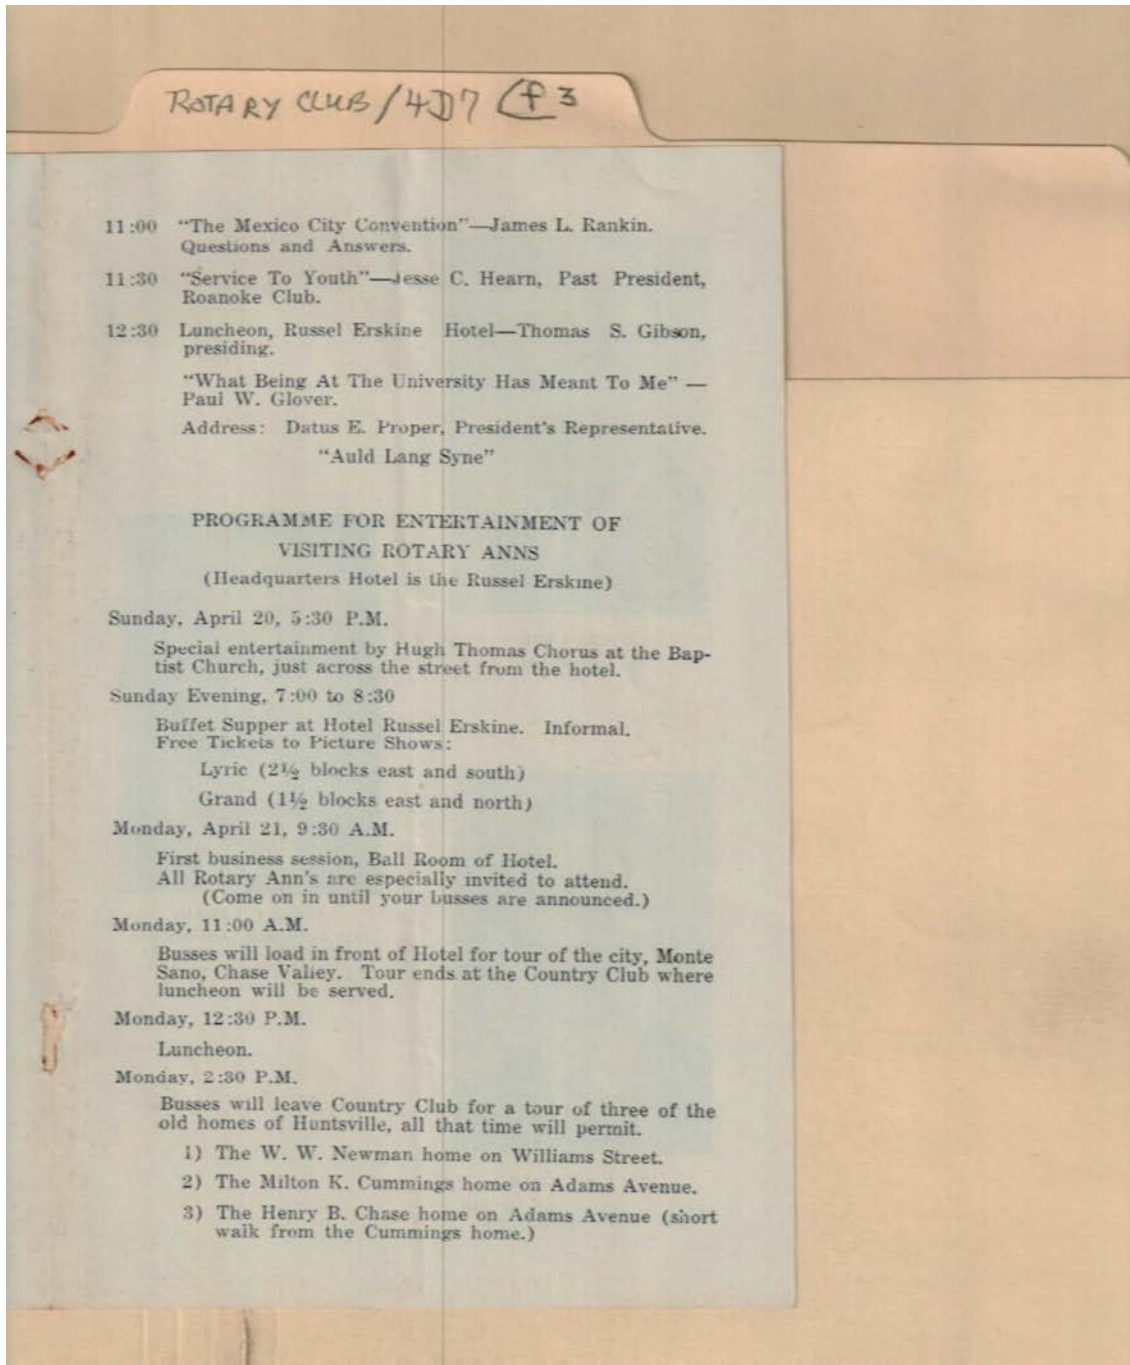 ROTARY CLUB/4D7 (f 3
11:00 "The Mexico City Convention"—James L. Rankin.
Questions and Answers.
11:30 "Service To Youth"—Jesse C. Hearn, Past President,
Roanoke Club.
12:30 Luncheon, Russel Erskine Hotel—Thomas S. Gibson,
presiding.
"What Being At The University Has Meant To Me" —
Paul W. Glover.
Address: Datus E. Proper, President's Representative.
"Auld Lang Syne"
PROGRAMME FOR ENTERTAINMENT OF
VISITING ROTARY ANNS
(Headquarters Hotel is the Russel Erskine)
Sunday, April 20, 5:30 P.M.
Special entertainment by Hugh Thomas Chorus at the Bap-
tist Church, just across the street from the hotel.
Sunday Evening, 7:00 to 8:30
Buffet Supper at Hotel Russel Erskine. Informal.
Free Tickets to Picture Shows:
Lyric (2½ blocks east and south)
Grand (1½ blocks east and north)
Monday, April 21, 9:30 A.M.
First business session, Ball Room of Hotel.
All Rotary Ann's are especially invited to attend.
(Come on in until your busses are announced.)
Monday, 11:00 A.M.
Busses will load in front of Hotel for tour of the city, Monte
Sano, Chase Valley. Tour ends at the Country Club where
luncheon will be served.
Monday, 12:30 P.M.
Luncheon.
Monday, 2:30 P.M.
Busses will leave Country Club for a tour of three of the
old homes of Huntsville, all that time will permit.
1) The W. W. Newman home on Williams Street.
2) The Milton K. Cummings home on Adams Avenue.
3) The Henry B. Chase home on Adams Avenue (short
walk from the Cummings home.)